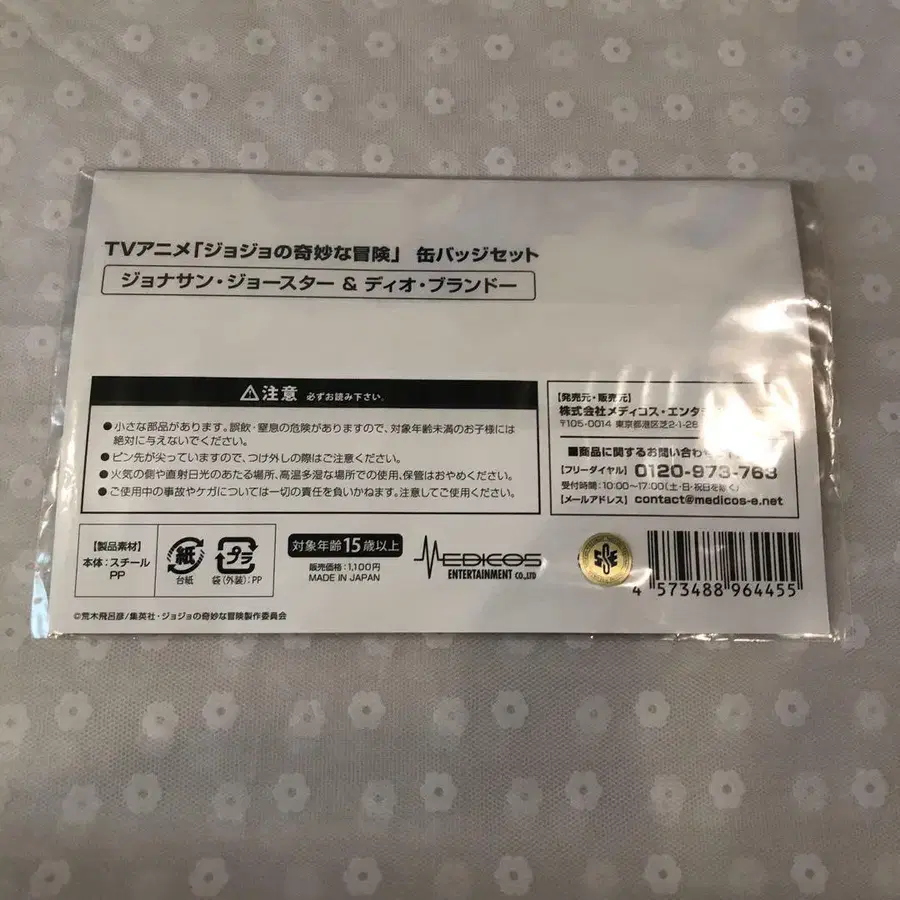 TVアニメ「ジョジョの奇妙な冒険」 缶バッジセット
ジョナサン・ジョースター & ディオ・ブランドー
注意 必ずお読み下さい。
●小さな部品があります。誤飲・窒息の危険がありますので、対象年齢未満のお子様には
絶対に与えないでください。
●ピン先が尖っていますので、つけ外しの際はご注意ください。
●火気の側や直射日光のあたる場所、高温多湿な場所での使用、保管はおやめください。
●ご使用中の事故やケガについては一切の責任を負いかねます。注意してご使用ください。
【発売元・販売元】
株式会社メディコス・エンタ
〒105-0014 東京都港区芝2-1-28
■商品に関するお問い合わせ
【フリーダイヤル】 0120-973-763
受付時間:10:00～17:00(土・日・祝日を除く)
【メールアドレス】 contact@medicos-e.net
【製品素材】
本体:スチール
PP
紙
台紙
プラ
袋(外装):PP
対象年齢15歳以上
販売価格:1,100円
MADE IN JAPAN
MEDICOS
ENTERTAINMENT CO.,LTD
4 573488 964455
©荒木飛呂彦/集英社・ジョジョの奇妙な冒険製作委員会